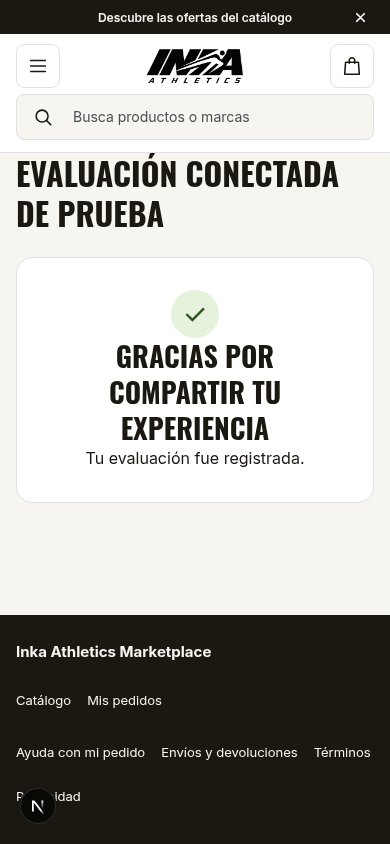 Descubre las ofertas del catálogo
INKA
ATHLETICS
Busca productos o marcas
EVALUACIÓN CONECTADA
DE PRUEBA
GRACIAS POR
COMPARTIR TU
EXPERIENCIA
Tu evaluación fue registrada.
Inka Athletics Marketplace
Catálogo Mis pedidos
Ayuda con mi pedido Envíos y devoluciones Términos
N